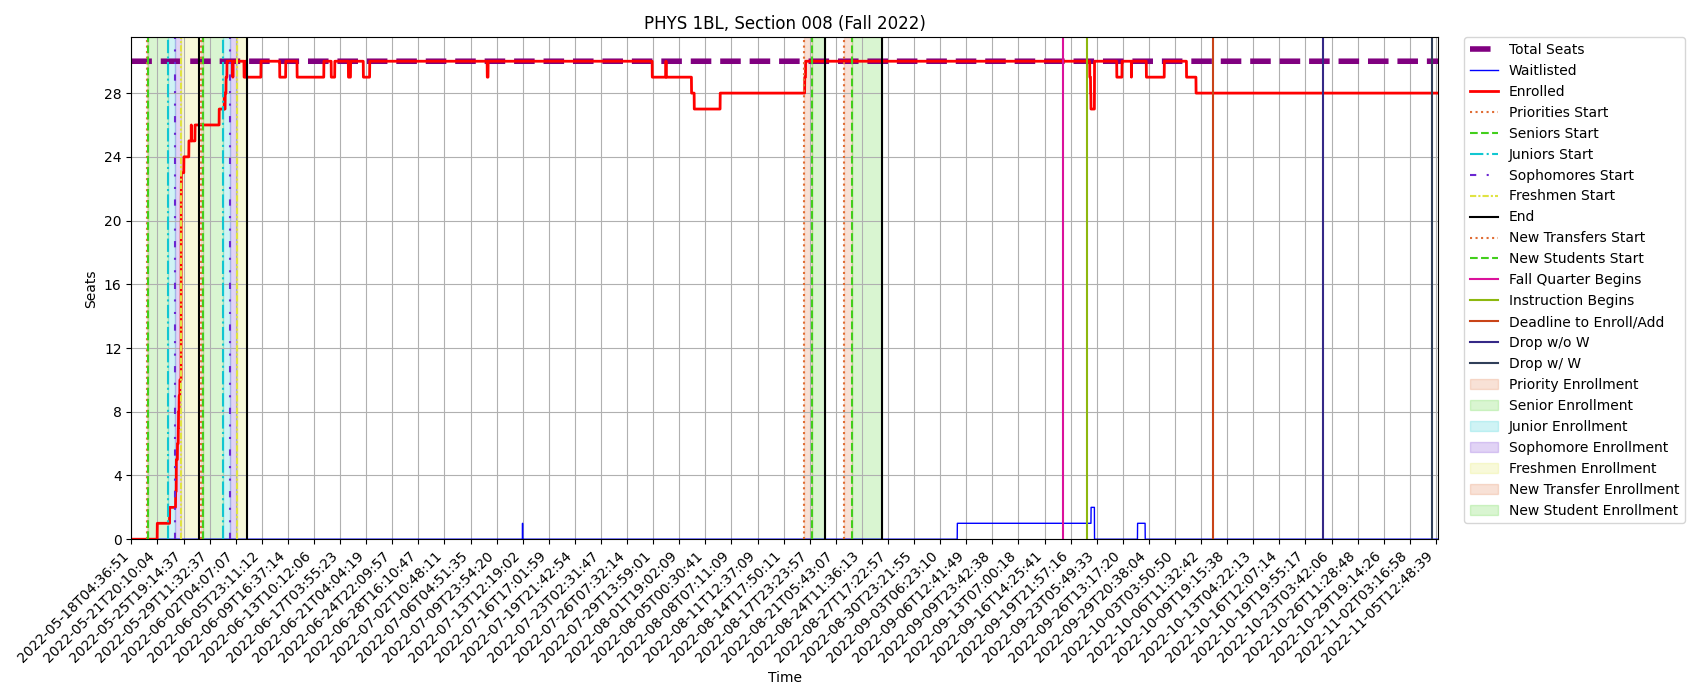 PHYS 1BL, Section 008 (Fall 2022)
Seats
28
24
20
16
12
8
4
0
2022-05-18T04:36:51
2022-05-21T20:10:04
2022-05-25T19:14:37
2022-05-29T11:32:37
2022-06-02T04:07:07
2022-06-05T23:11:12
2022-06-09T16:37:14
2022-06-13T10:12:06
2022-06-17T03:55:23
2022-06-21T04:04:19
2022-06-24T22:09:57
2022-06-28T16:10:47
2022-07-02T10:48:11
2022-07-06T04:51:35
2022-07-09T23:54:20
2022-07-13T12:19:02
2022-07-16T17:01:59
2022-07-19T21:42:54
2022-07-23T02:31:47
2022-07-26T07:32:14
2022-07-29T13:59:01
2022-08-01T19:02:09
2022-08-05T00:30:41
2022-08-08T07:11:09
2022-08-11T12:37:09
2022-08-14T17:50:11
2022-08-17T23:23:57
2022-08-21T05:43:07
2022-08-24T11:36:13
2022-08-27T17:22:57
2022-08-30T23:21:55
2022-09-03T06:23:10
2022-09-06T12:41:49
2022-09-09T23:42:38
2022-09-13T07:00:18
2022-09-16T14:25:41
2022-09-19T21:57:16
2022-09-23T05:49:33
2022-09-26T13:17:20
2022-09-29T20:38:04
2022-10-03T03:50:50
2022-10-06T11:32:42
2022-10-09T19:15:38
2022-10-13T04:22:13
2022-10-16T12:07:14
2022-10-19T19:55:17
2022-10-23T03:42:06
2022-10-26T11:28:48
2022-10-29T19:14:26
2022-11-02T03:16:58
2022-11-05T12:48:39
Time
Total Seats
Waitlisted
Enrolled
Priorities Start
Seniors Start
Juniors Start
Sophomores Start
Freshmen Start
End
New Transfers Start
New Students Start
Fall Quarter Begins
Instruction Begins
Deadline to Enroll/Add
Drop w/o W
Drop w/ W
Priority Enrollment
Senior Enrollment
Junior Enrollment
Sophomore Enrollment
Freshmen Enrollment
New Transfer Enrollment
New Student Enrollment